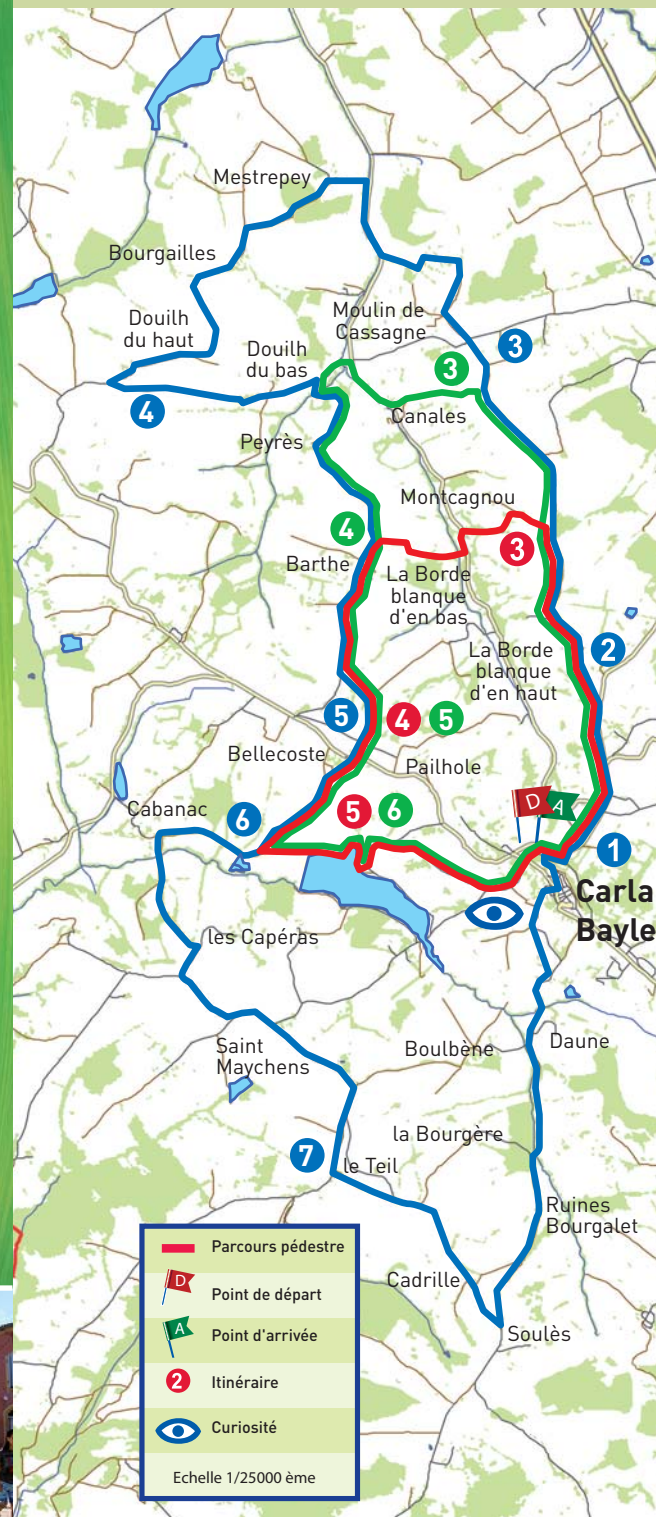 Mestrepey
Bourgailles
Douilh
du haut
Moulin de
Cassagne
Douilh
du bas
3
3
4
Canales
Peyrès
Montcagnou
4
3
Barthe
La Borde
blanque
d'en bas
La Borde
blanque
d'en haut
2
5
4
5
Bellecoste
Pailhole
D
A
Cabanac
6
5
6
1
Carla
Bayle
les Capéras
Saint
Maychens
Boulbène
Daune
la Bourgère
7
le Teil
Ruines
Bourgalet
Cadrille
Soulès
Parcours pédestre
D
Point de départ
A
Point d'arrivée
2
Itinéraire
Curiosité
Echelle 1/25000 ème